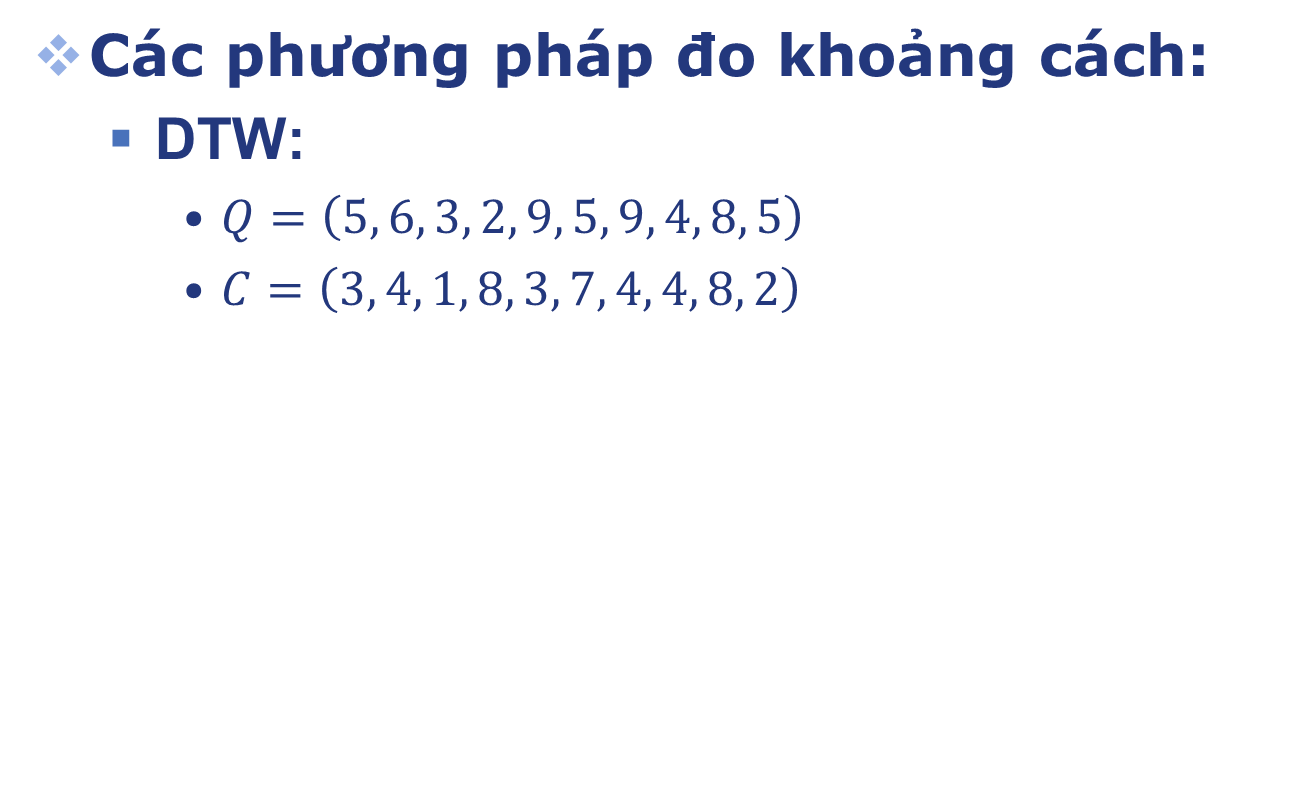 Các phương pháp đo khoảng cách:
DTW:
Q = (5, 6, 3, 2, 9, 5, 9, 4, 8, 5)
C = (3, 4, 1, 8, 3, 7, 4, 4, 8, 2)